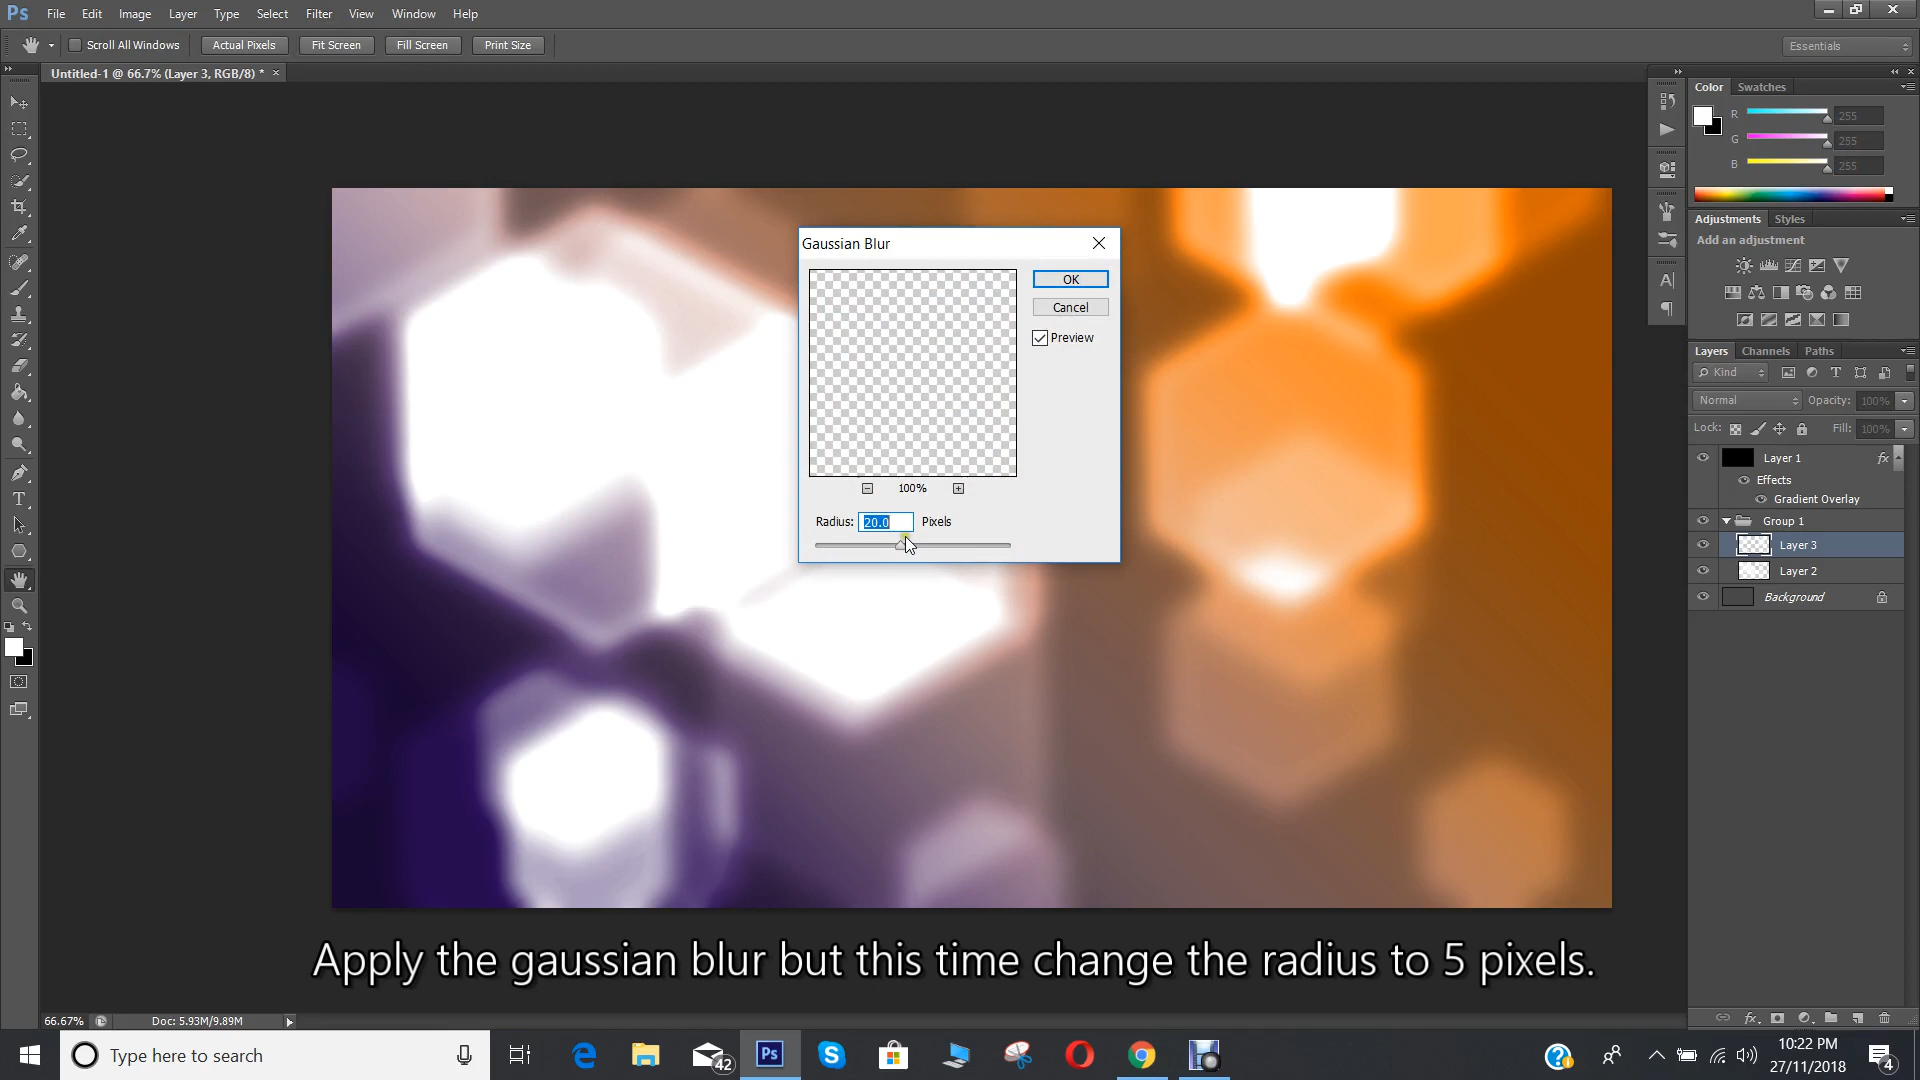 Ps File Edit Image Layer Type Select Filter View Window Help
Scroll All Windows Actual Pixels Fit Screen Fill Screen Print Size Essentials
Untitled-1 @ 66.7% (Layer 3, RGB/8) * ×
Color Swatches
R 255
G 255
B 255
Adjustments Styles
Add an adjustment
Layers Channels Paths
Kind
Normal Opacity: 100%
Lock: Fill: 100%
Layer 1 fx
Effects
Gradient Overlay
Group 1
Layer 3
Layer 2
Background
Gaussian Blur
OK
Cancel
Preview
100%
Radius: 20.0 Pixels
Apply the gaussian blur but this time change the radius to 5 pixels.
66.67% Doc: 5.93M/9.89M
Type here to search
42
Ps
10:22 PM
27/11/2018
4